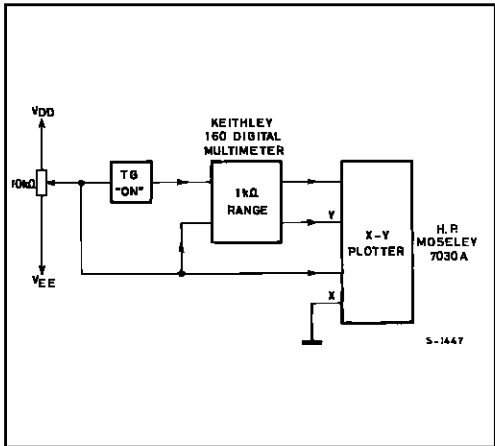 KEITHLEY
160 DIGITAL
MULTIMETER
VDD
10kΩ
VEE
TG
"ON"
1kΩ
RANGE
Y
X-Y
PLOTTER
X
H.P.
MOSELEY
7030A
S-1447